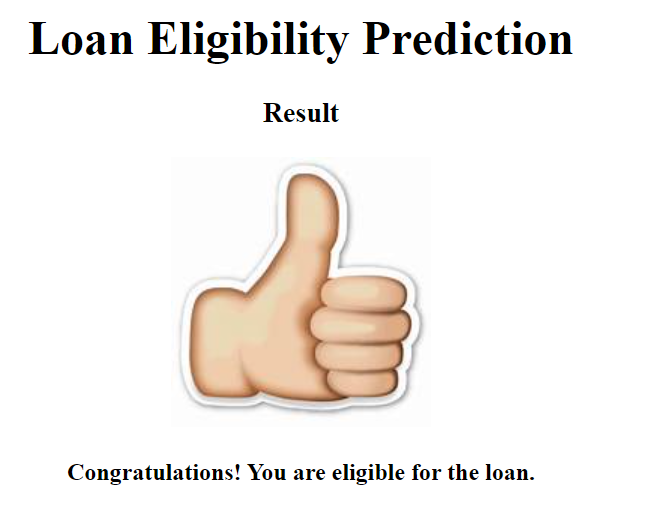 Loan Eligibility Prediction
Result
Congratulations! You are eligible for the loan.